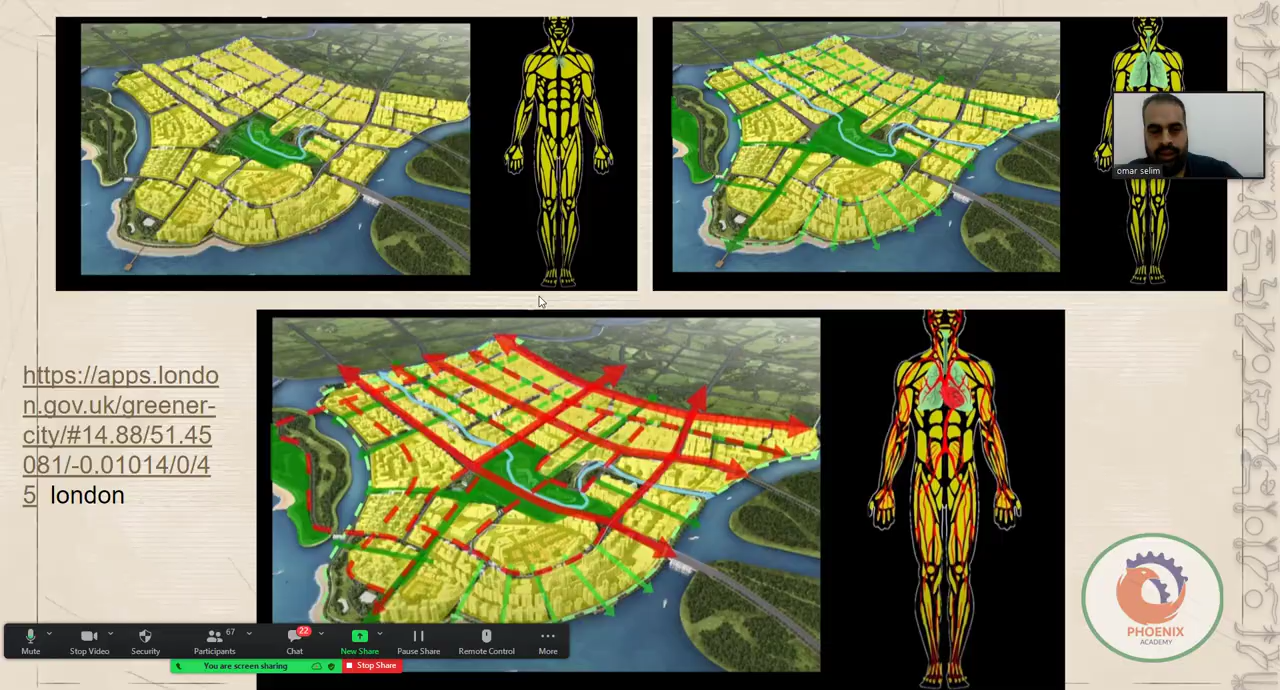 omar selim
https://apps.londo
n.gov.uk/greener-
city/#14.88/51.45
081/-0.01014/0/4
5 london
PHOENIX
ACADEMY
67
22
Mute
Stop Video
Security
Participants
Chat
New Share
Pause Share
Remote Control
More
You are screen sharing
Stop Share